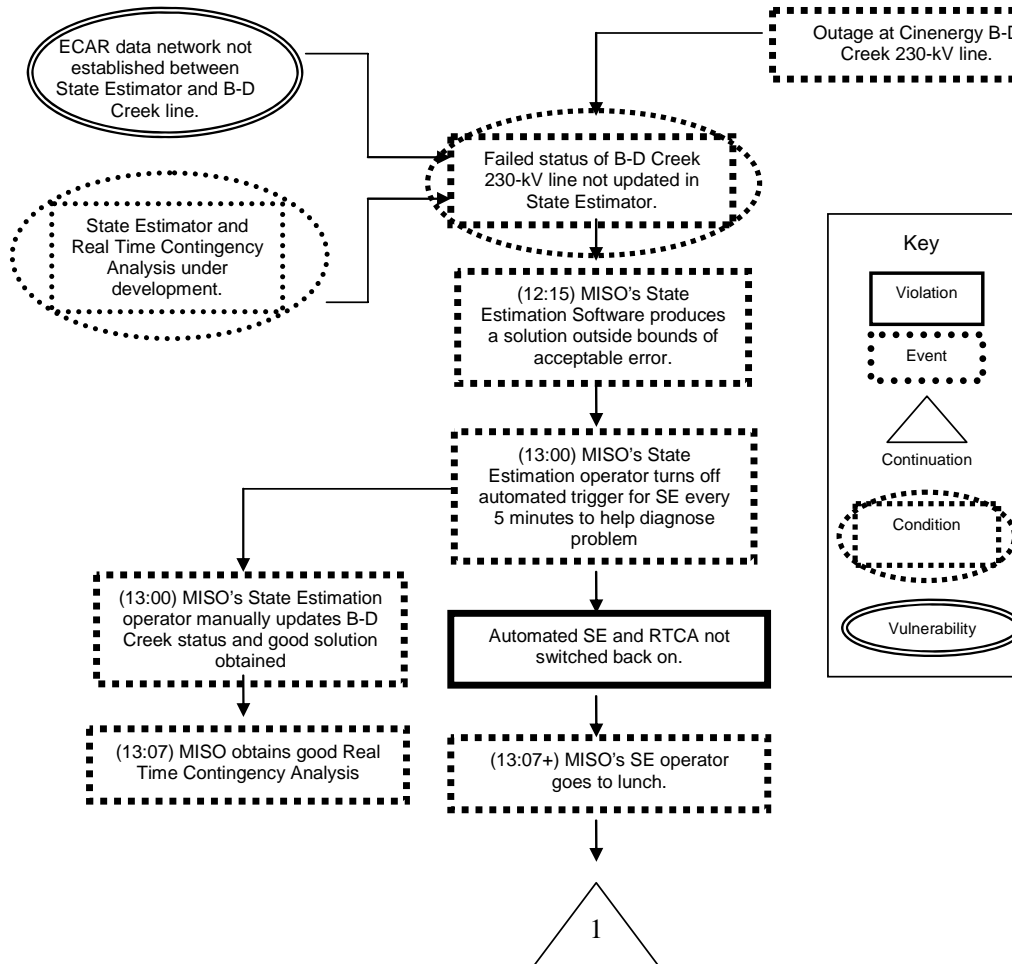 ECAR data network not
established between
State Estimator and B-D
Creek line.
Outage at Cinenergy B-D
Creek 230-kV line.
Failed status of B-D Creek
230-kV line not updated in
State Estimator.
State Estimator and
Real Time Contingency
Analysis under
development.
(12:15) MISO's State
Estimation Software produces
a solution outside bounds of
acceptable error.
(13:00) MISO's State
Estimation operator turns off
automated trigger for SE every
5 minutes to help diagnose
problem
(13:00) MISO's State Estimation
operator manually updates B-D
Creek status and good solution
obtained
Automated SE and RTCA not
switched back on.
(13:07) MISO obtains good Real
Time Contingency Analysis
(13:07+) MISO's SE operator
goes to lunch.
1
Key
Violation
Event
Continuation
Condition
Vulnerability